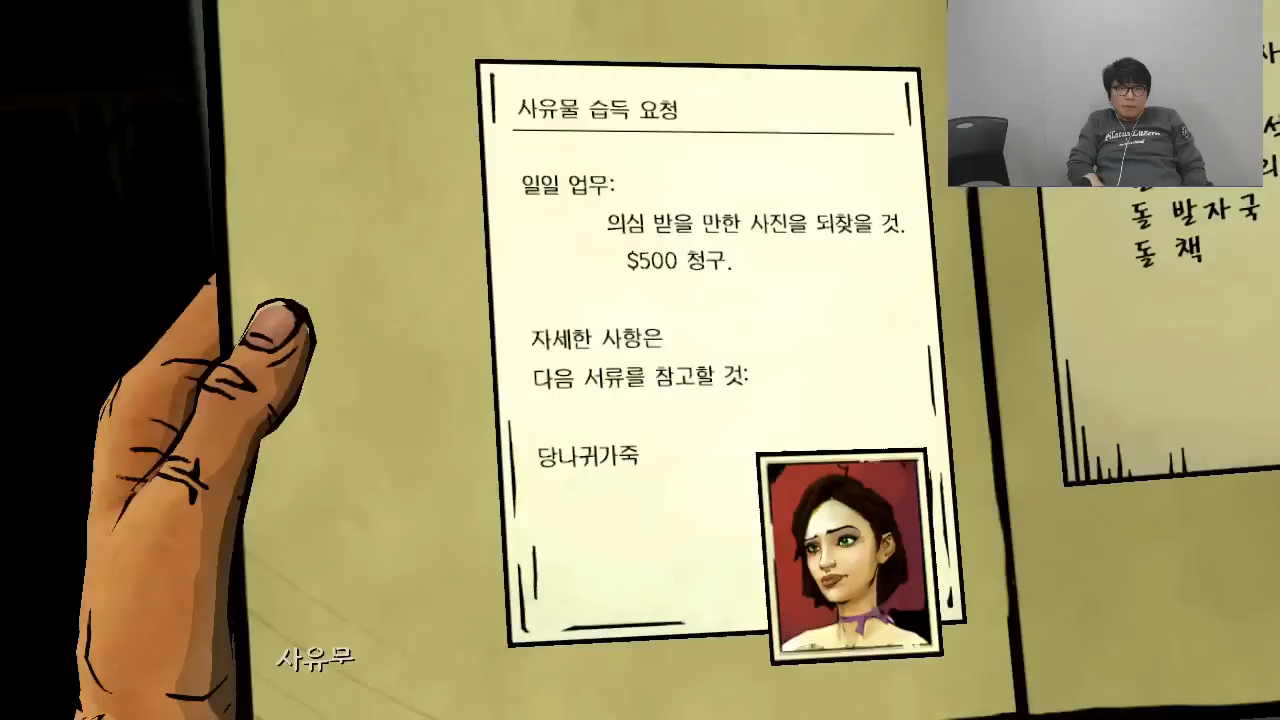 사유물 습득 요청
일일 업무:
의심 받을 만한 사진을 되찾을 것.
$500 청구.
자세한 사항은
다음 서류를 참고할 것:
당나귀가죽
사유무
돌 발자국
돌 책